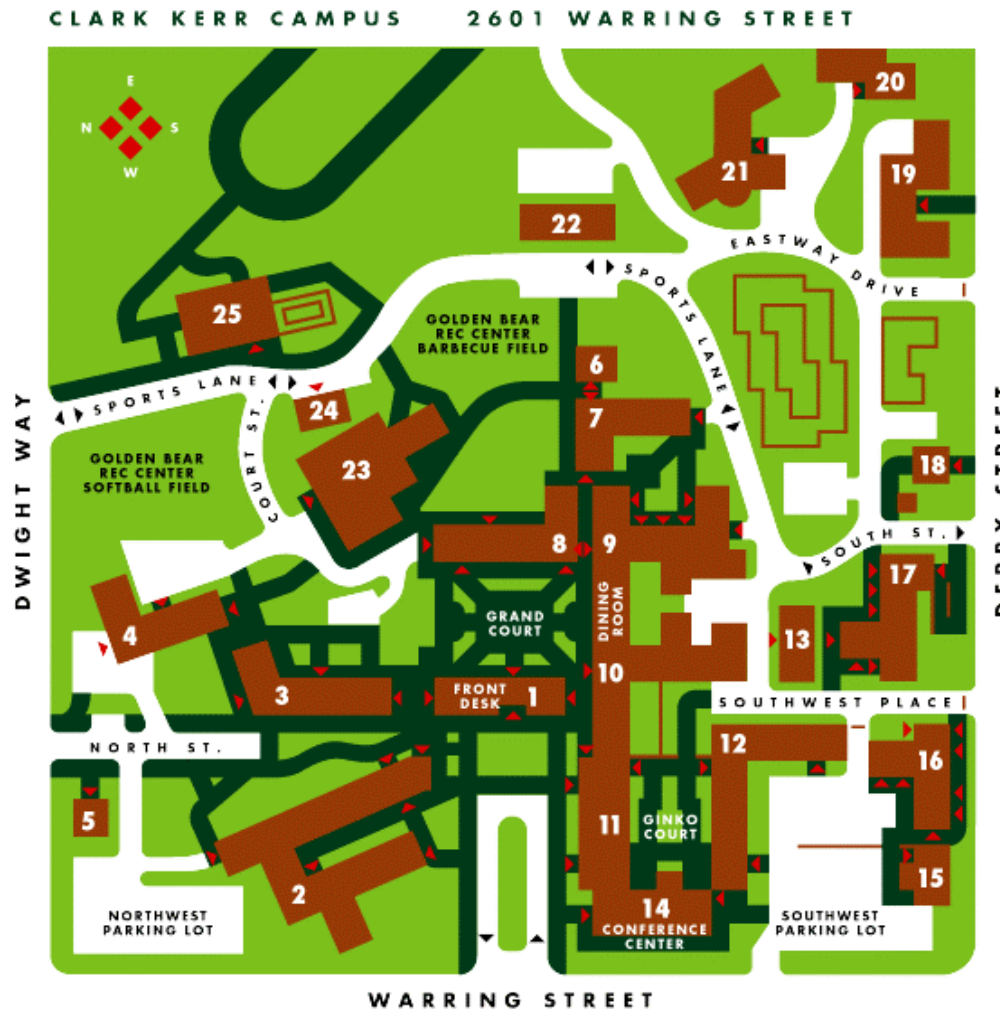 CLARK KERR CAMPUS 2601 WARRING STREET
E
N S
W
20
21
19
22
EASTWAY DRIVE
SPORTS LANE
25
GOLDEN BEAR
REC CENTER
BARBECUE FIELD
6
SPORTS LANE
24
7
DWIGHT WAY
GOLDEN BEAR
REC CENTER
SOFTBALL FIELD
COURT ST.
23
18
DERBY STREET
8
9
SOUTH ST.
17
GRAND
COURT
DINING
ROOM
4
13
10
3
FRONT
DESK
1
SOUTHWEST PLACE
NORTH ST.
12
16
5
11
GINKO
COURT
2
15
14
CONFERENCE
CENTER
NORTHWEST
PARKING LOT
SOUTHWEST
PARKING LOT
WARRING STREET